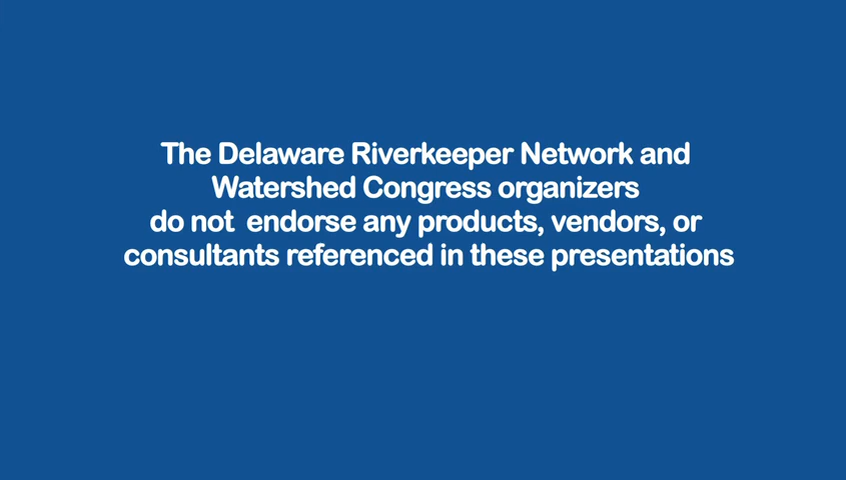 The Delaware Riverkeeper Network and
Watershed Congress organizers
do not  endorse any products, vendors, or
consultants referenced in these presentations